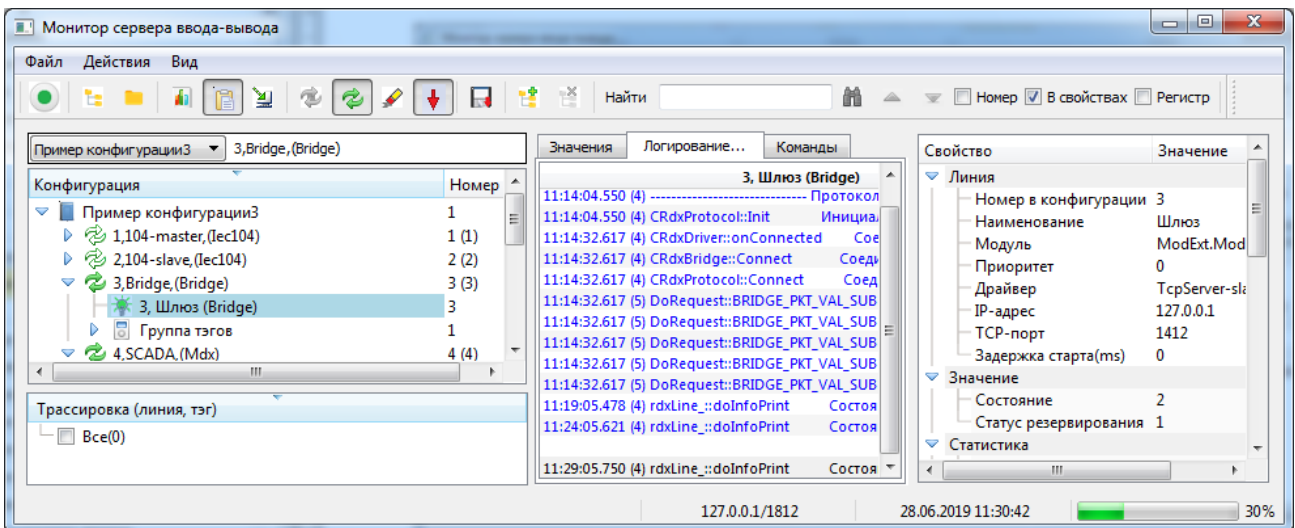 Монитор сервера ввода-вывода
Файл Действия Вид
Найти Номер В свойствах Регистр
Пример конфигурации3 3,Bridge,(Bridge)
Конфигурация Номер
Пример конфигурации3 1
1,104-master,(Iec104) 1 (1)
2,104-slave,(Iec104) 2 (2)
3,Bridge,(Bridge) 3 (3)
3, Шлюз (Bridge) 3
Группа тэгов 1
4,SCADA,(Mdx) 4 (4)
Трассировка (линия, тэг)
Все(0)
Значения Логирование... Команды
3, Шлюз (Bridge)
11:14:04.550 (4) ------------------------------ Протокол
11:14:04.550 (4) CRdxProtocol::Init Инициал
11:14:32.617 (4) CRdxDriver::onConnected Сое
11:14:32.617 (4) CRdxBridge::Connect Соеди
11:14:32.617 (4) CRdxProtocol::Connect Соед
11:14:32.617 (5) DoRequest::BRIDGE_PKT_VAL_SUB
11:14:32.617 (5) DoRequest::BRIDGE_PKT_VAL_SUB
11:14:32.617 (5) DoRequest::BRIDGE_PKT_VAL_SUB
11:14:32.617 (5) DoRequest::BRIDGE_PKT_VAL_SUB
11:14:32.617 (5) DoRequest::BRIDGE_PKT_VAL_SUB
11:19:05.478 (4) rdxLine_::doInfoPrint Состоя
11:24:05.621 (4) rdxLine_::doInfoPrint Состоя
11:29:05.750 (4) rdxLine_::doInfoPrint Состоя
Свойство Значение
Линия
Номер в конфигурации 3
Наименование Шлюз
Модуль ModExt.Mod
Приоритет 0
Драйвер TcpServer-sla
IP-адрес 127.0.0.1
TCP-порт 1412
Задержка старта(ms) 0
Значение
Состояние 2
Статус резервирования 1
Статистика
127.0.0.1/1812 28.06.2019 11:30:42 30%